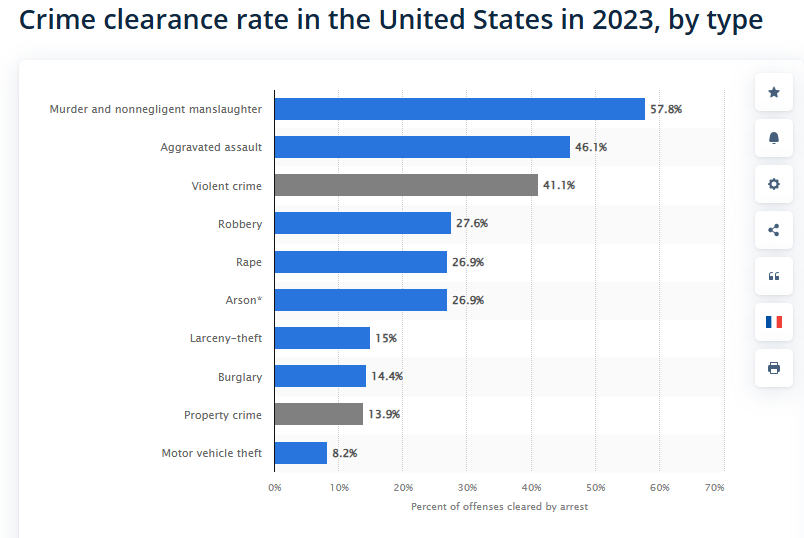 Crime clearance rate in the United States in 2023, by type
Murder and nonnegligent manslaughter 57.8%
Aggravated assault 46.1%
Violent crime 41.1%
Robbery 27.6%
Rape 26.9%
Arson* 26.9%
Larceny-theft 15%
Burglary 14.4%
Property crime 13.9%
Motor vehicle theft 8.2%
0% 10% 20% 30% 40% 50% 60% 70%
Percent of offenses cleared by arrest